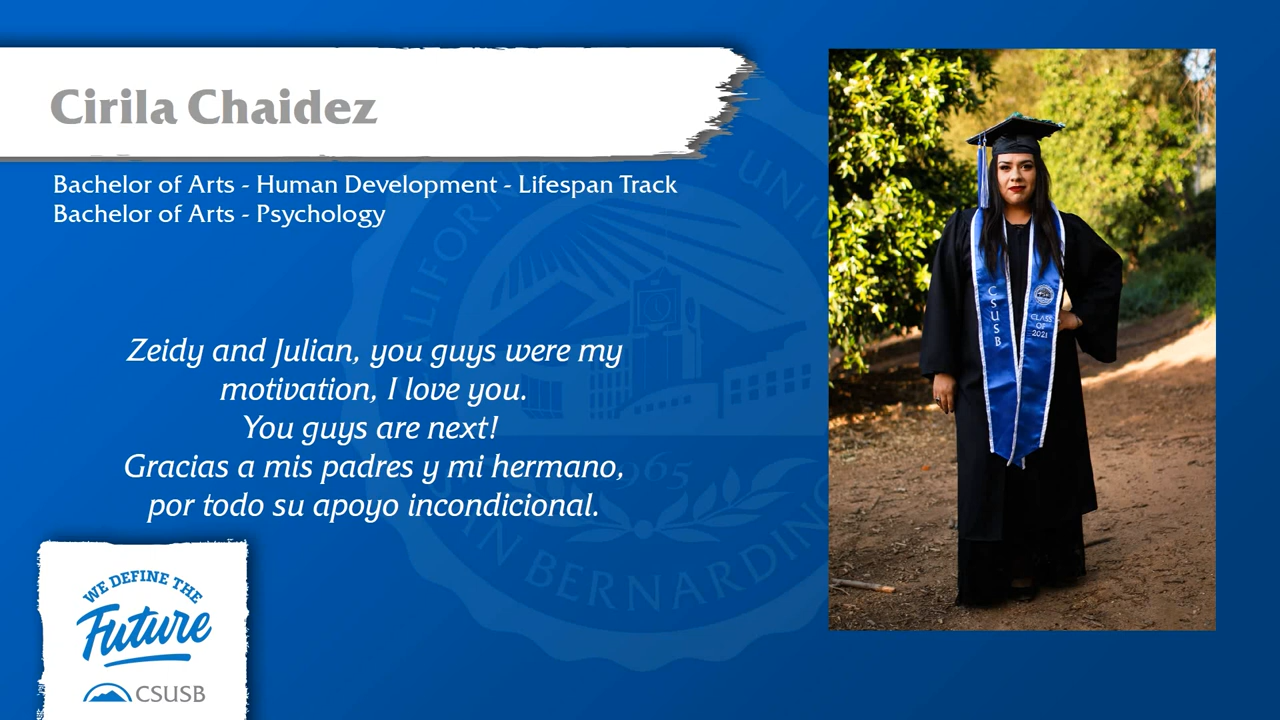 Cirila Chaidez
Bachelor of Arts - Human Development - Lifespan Track
Bachelor of Arts - Psychology
Zeidy and Julian, you guys were my
motivation, I love you.
You guys are next!
Gracias a mis padres y mi hermano,
por todo su apoyo incondicional.
WE DEFINE THE
Future
CSUSB
CSUSB
CLASS
OF
2021